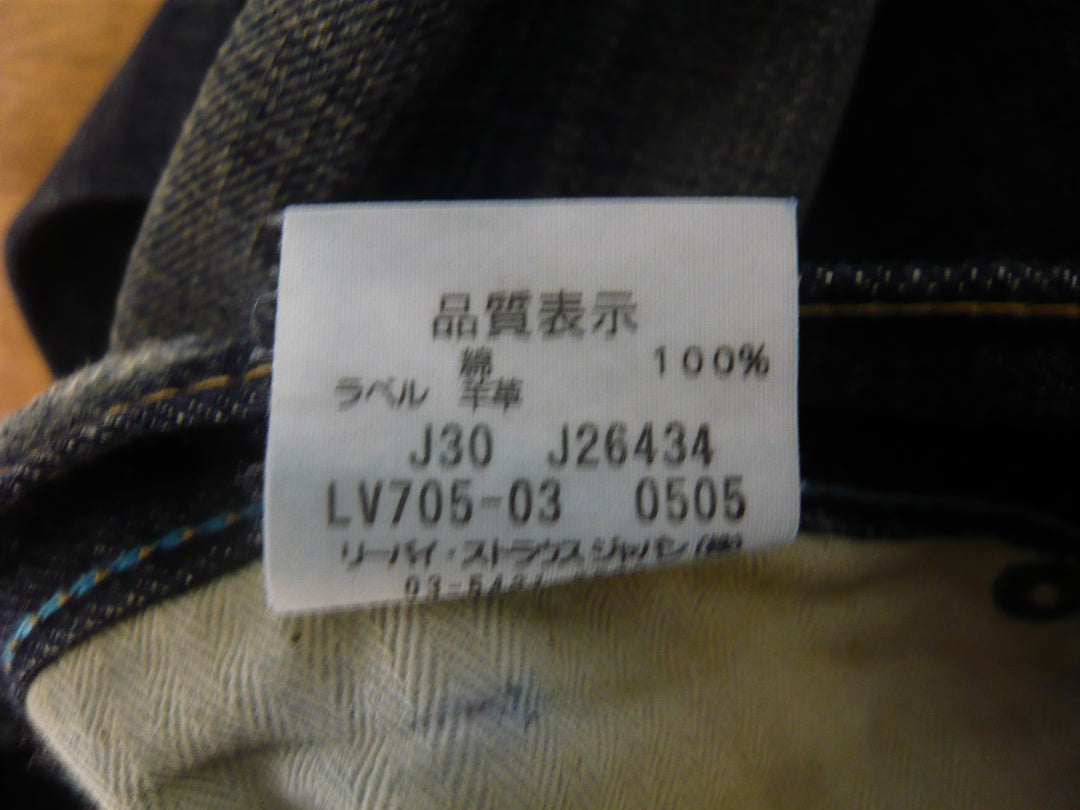 品質表示
綿 100%
ラベル 羊革
J30 J26434
LV705-03 0505
リーバイ・ストラウス ジャパン(株)